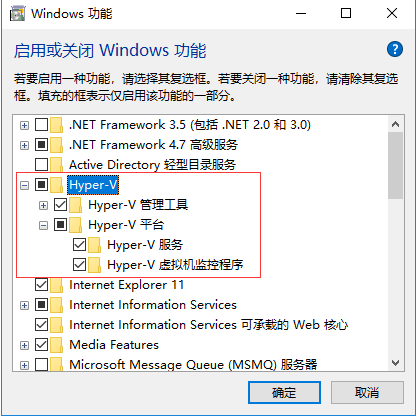 Windows 功能
启用或关闭 Windows 功能
若要启用一种功能，请选择其复选框。若要关闭一种功能，请清除其复选
框。填充的框表示仅启用该功能的一部分。
.NET Framework 3.5 (包括 .NET 2.0 和 3.0)
.NET Framework 4.7 高级服务
Active Directory 轻型目录服务
Hyper-V
Hyper-V 管理工具
Hyper-V 平台
Hyper-V 服务
Hyper-V 虚拟机监控程序
Internet Explorer 11
Internet Information Services
Internet Information Services 可承载的 Web 核心
Media Features
Microsoft Message Queue (MSMQ) 服务器
确定 取消